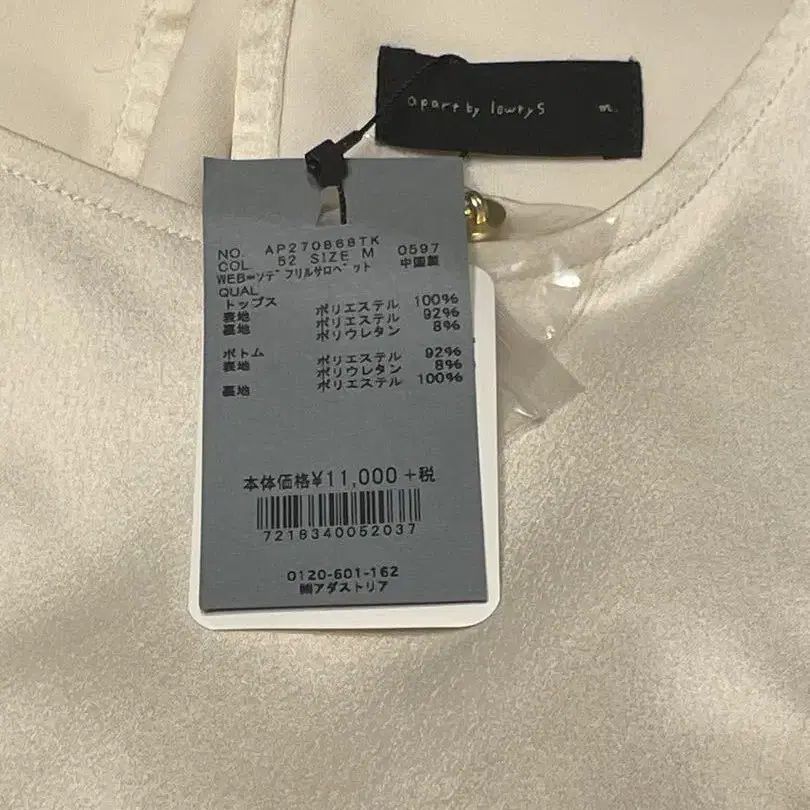 apart by lowrys m
NO. AP270868TK
COL. 52 SIZE M 0597
WEB=ソデフリルサロペット 中国製
QUAL
トップス ポリエステル 100%
表地 ポリエステル 92%
裏地 ポリウレタン 8%
ボトム ポリエステル 92%
表地 ポリウレタン 8%
裏地 ポリエステル 100%
本体価格¥11,000 +税
7218340052037
0120-601-162
㈱アダストリア